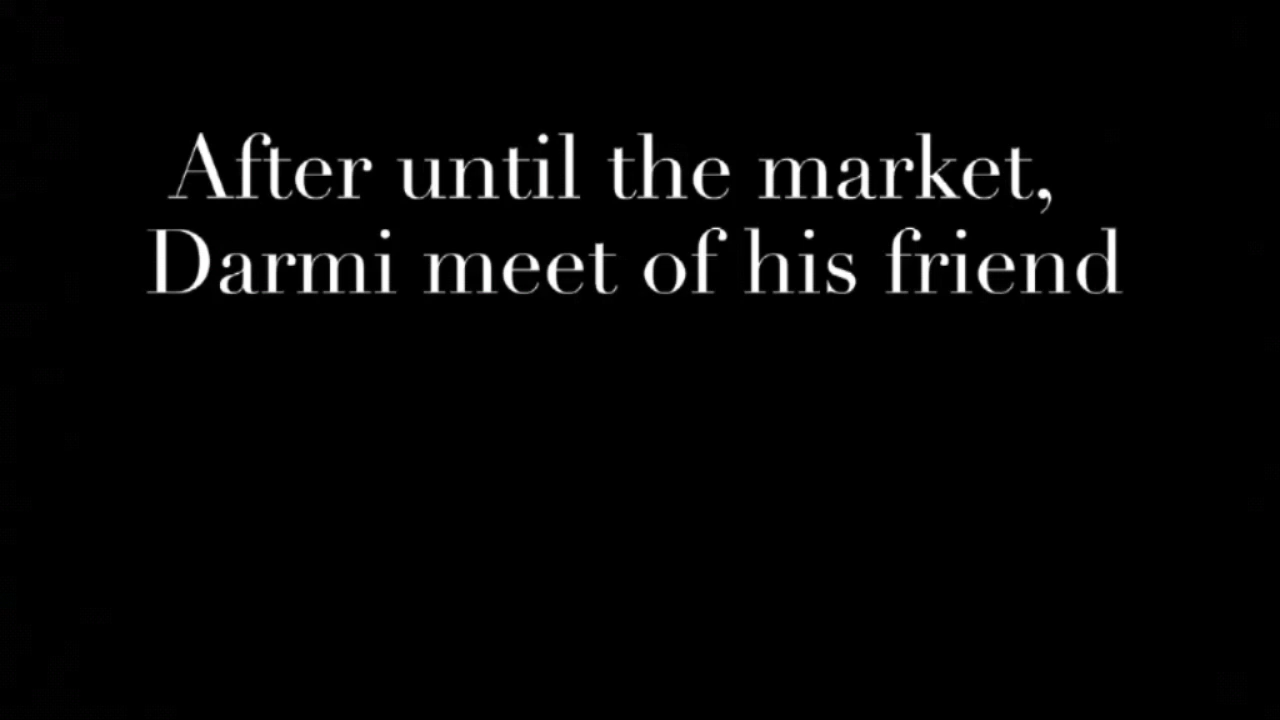 After until the market,
Darmi meet of his friend